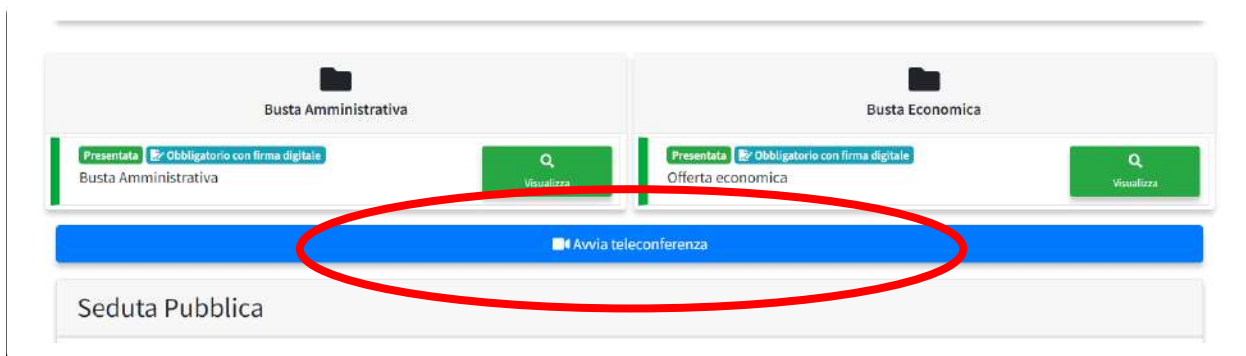 Busta Amministrativa
Busta Economica
Presentata Obbligatorio con firma digitale
Busta Amministrativa
Visualizza
Presentata Obbligatorio con firma digitale
Offerta economica
Visualizza
Avvia teleconferenza
Seduta Pubblica